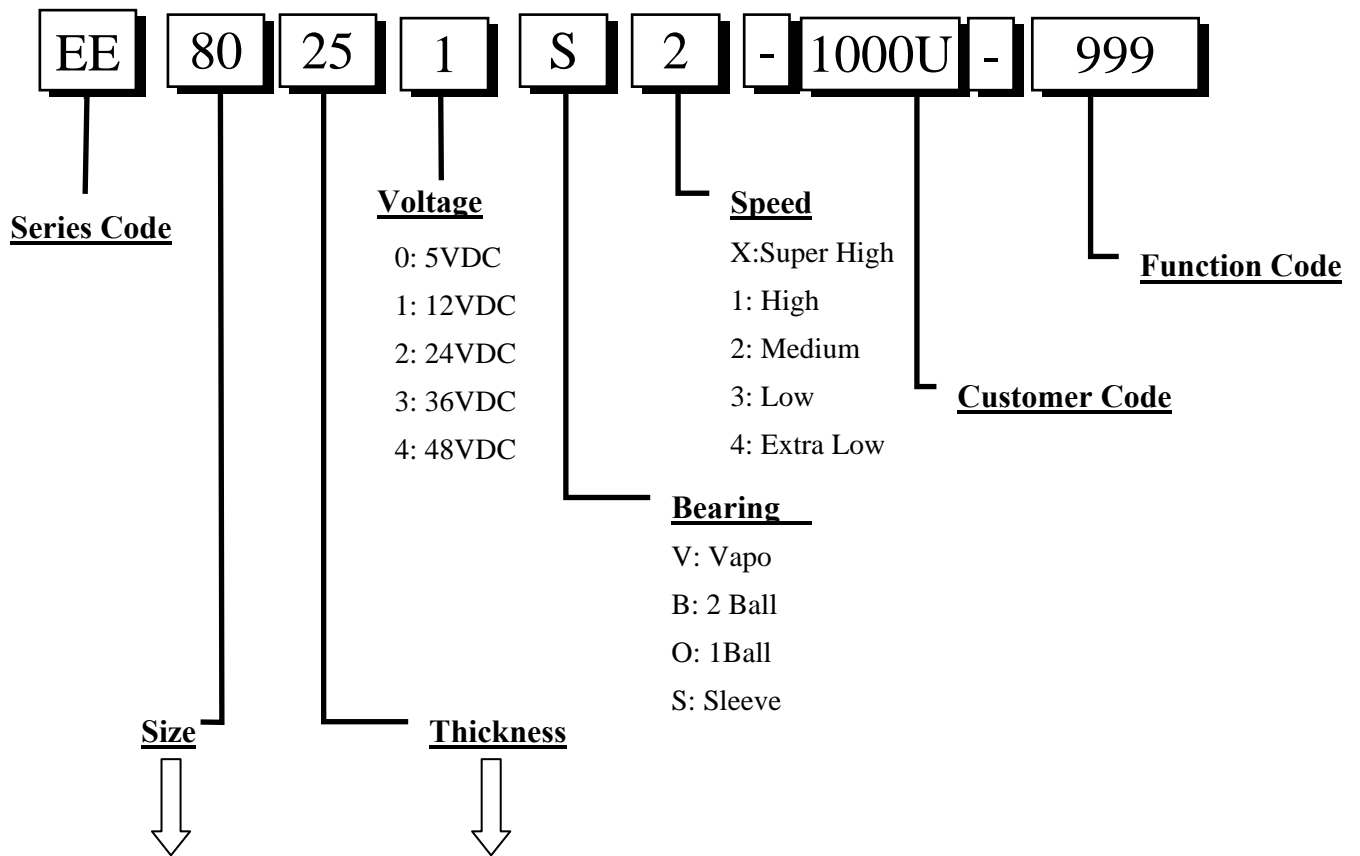 EE 80 25 1 S 2 - 1000U - 999
Series Code
Voltage
0: 5VDC
1: 12VDC
2: 24VDC
3: 36VDC
4: 48VDC
Speed
X:Super High
1: High
2: Medium
3: Low
4: Extra Low
Function Code
Customer Code
Bearing
V: Vapo
B: 2 Ball
O: 1Ball
S: Sleeve
Size
Thickness